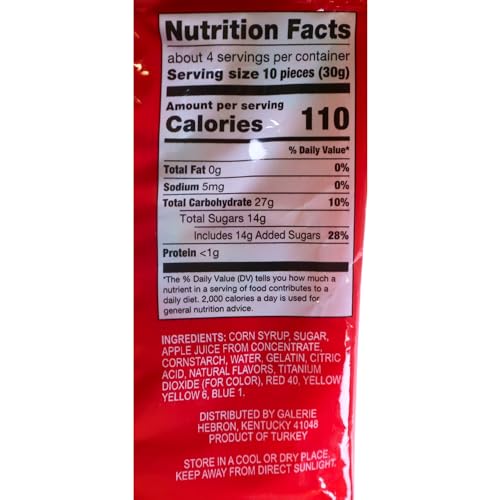 Nutrition Facts
about 4 servings per container
Serving size 10 pieces (30g)
Amount per serving
Calories 110
% Daily Value*
Total Fat 0g 0%
Sodium 5mg 0%
Total Carbohydrate 27g 10%
Total Sugars 14g
Includes 14g Added Sugars 28%
Protein <1g
*The % Daily Value (DV) tells you how much a
nutrient in a serving of food contributes to a
daily diet. 2,000 calories a day is used for
general nutrition advice.
INGREDIENTS: CORN SYRUP, SUGAR,
APPLE JUICE FROM CONCENTRATE,
CORNSTARCH, WATER, GELATIN, CITRIC
ACID, NATURAL FLAVORS, TITANIUM
DIOXIDE (FOR COLOR), RED 40, YELLOW
YELLOW 6, BLUE 1.
DISTRIBUTED BY GALERIE
HEBRON, KENTUCKY 41048
PRODUCT OF TURKEY
STORE IN A COOL OR DRY PLACE.
KEEP AWAY FROM DIRECT SUNLIGHT.